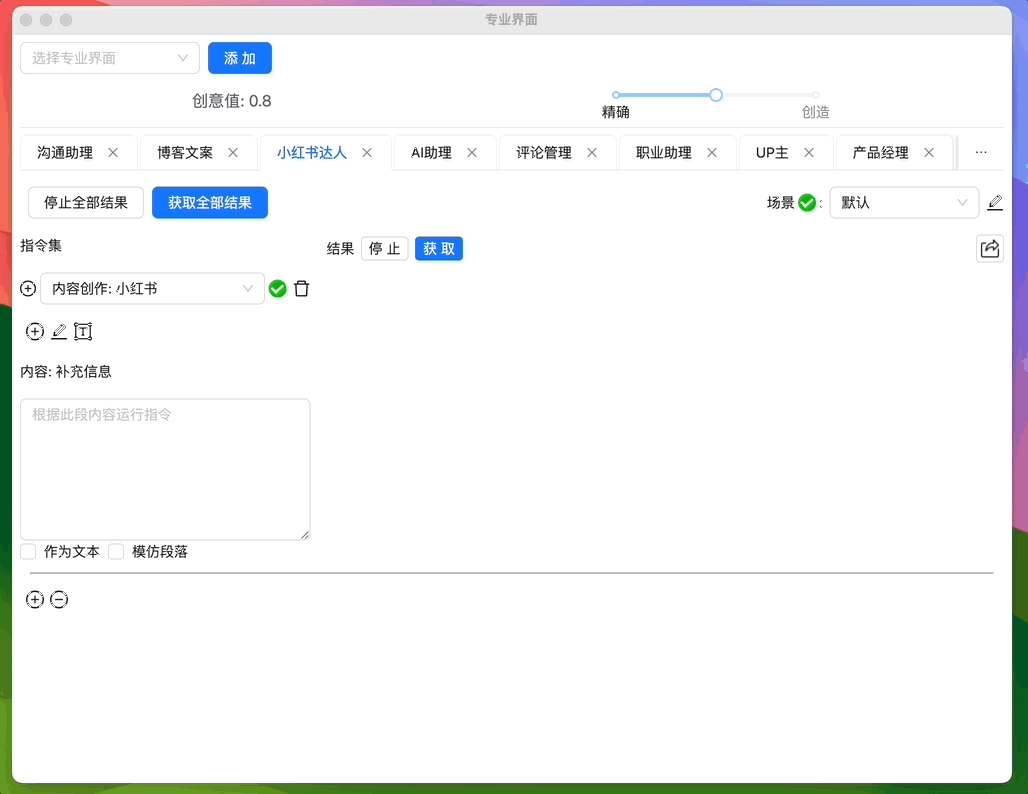 专业界面
选择专业界面 添 加
创意值: 0.8
精确 创造
沟通助理 博客文案 小红书达人 AI助理 评论管理 职业助理 UP主 产品经理 ...
停止全部结果 获取全部结果 场景 : 默认
指令集 结果 停 止 获 取
内容创作: 小红书
T
内容: 补充信息
根据此段内容运行指令
作为文本 模仿段落